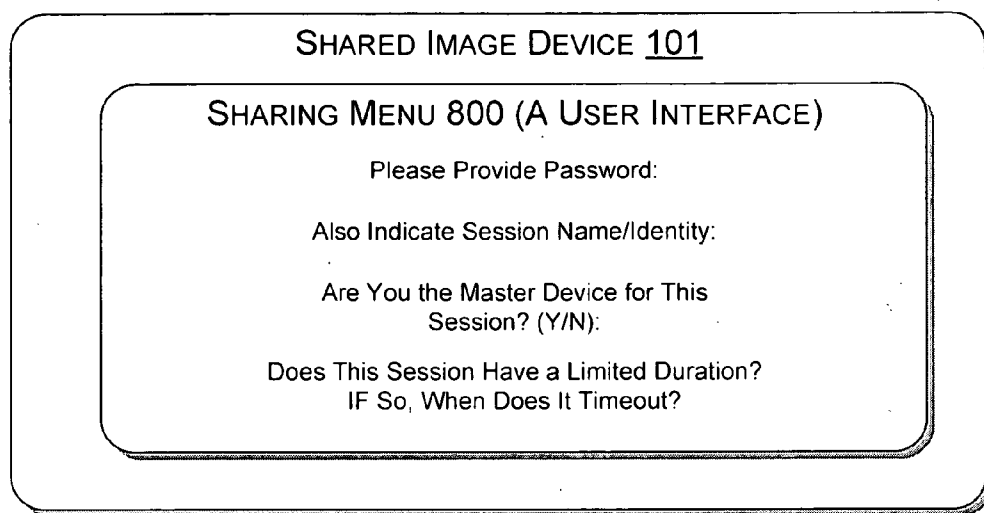 SHARED IMAGE DEVICE 101
SHARING MENU 800 (A USER INTERFACE)
Please Provide Password:
Also Indicate Session Name/Identity:
Are You the Master Device for This
Session? (Y/N):
Does This Session Have a Limited Duration?
IF So, When Does It Timeout?